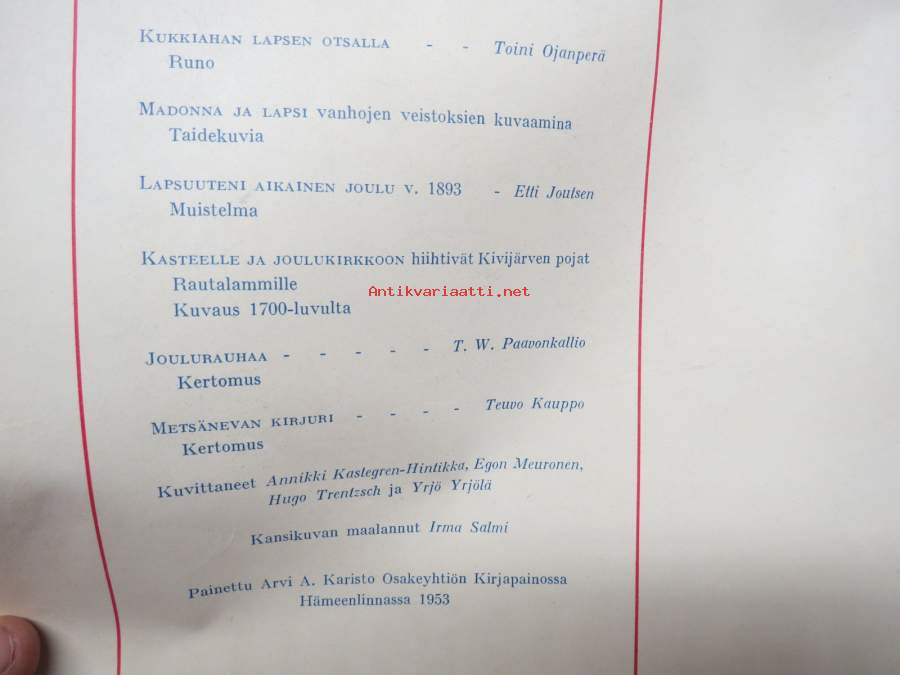 KUKKIAHAN LAPSEN OTSALLA - - Toini Ojanperä
Runo
MADONNA JA LAPSI vanhojen veistoksien kuvaamina
Taidekuvia
LAPSUUTENI AIKAINEN JOULU V. 1893 - Etti Joutsen
Muistelma
KASTEELLE JA JOULUKIRKKOON hiihtivät Kivijärven pojat
Rautalammille
Antikvariaatti.net
Kuvaus 1700-luvulta
JOULURAUHAA - - - - - T. W. Paavonkallio
Kertomus
METSÄNEVAN KIRJURI - - - - Teuvo Kauppo
Kertomus
Kuvittaneet Annikki Kastegren-Hintikka, Egon Meuronen,
Hugo Trentzsch ja Yrjö Yrjölä
Kansikuvan maalannut Irma Salmi
Painettu Arvi A. Karisto Osakeyhtiön Kirjapainossa
Hämeenlinnassa 1953